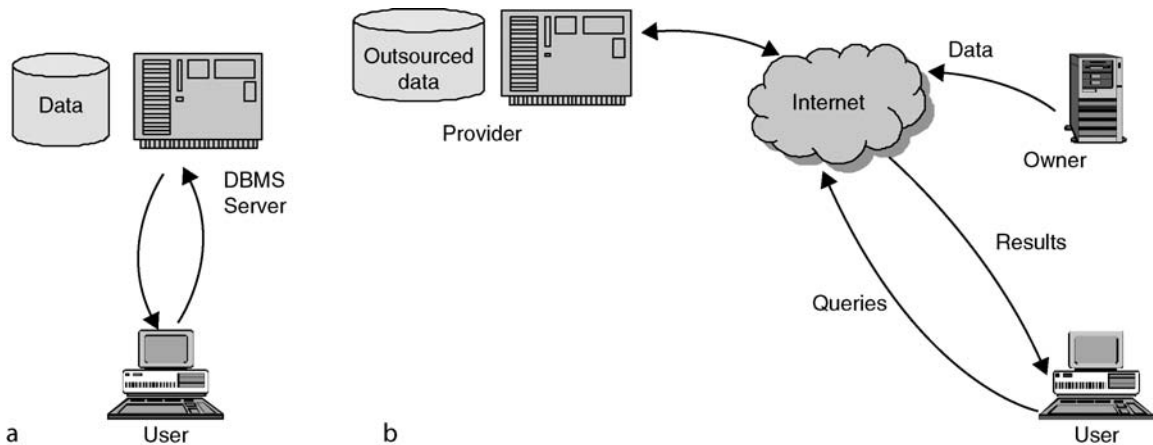 Data
DBMS
Server
User
a
Outsourced
data
Provider
Internet
Data
Owner
Results
Queries
User
b